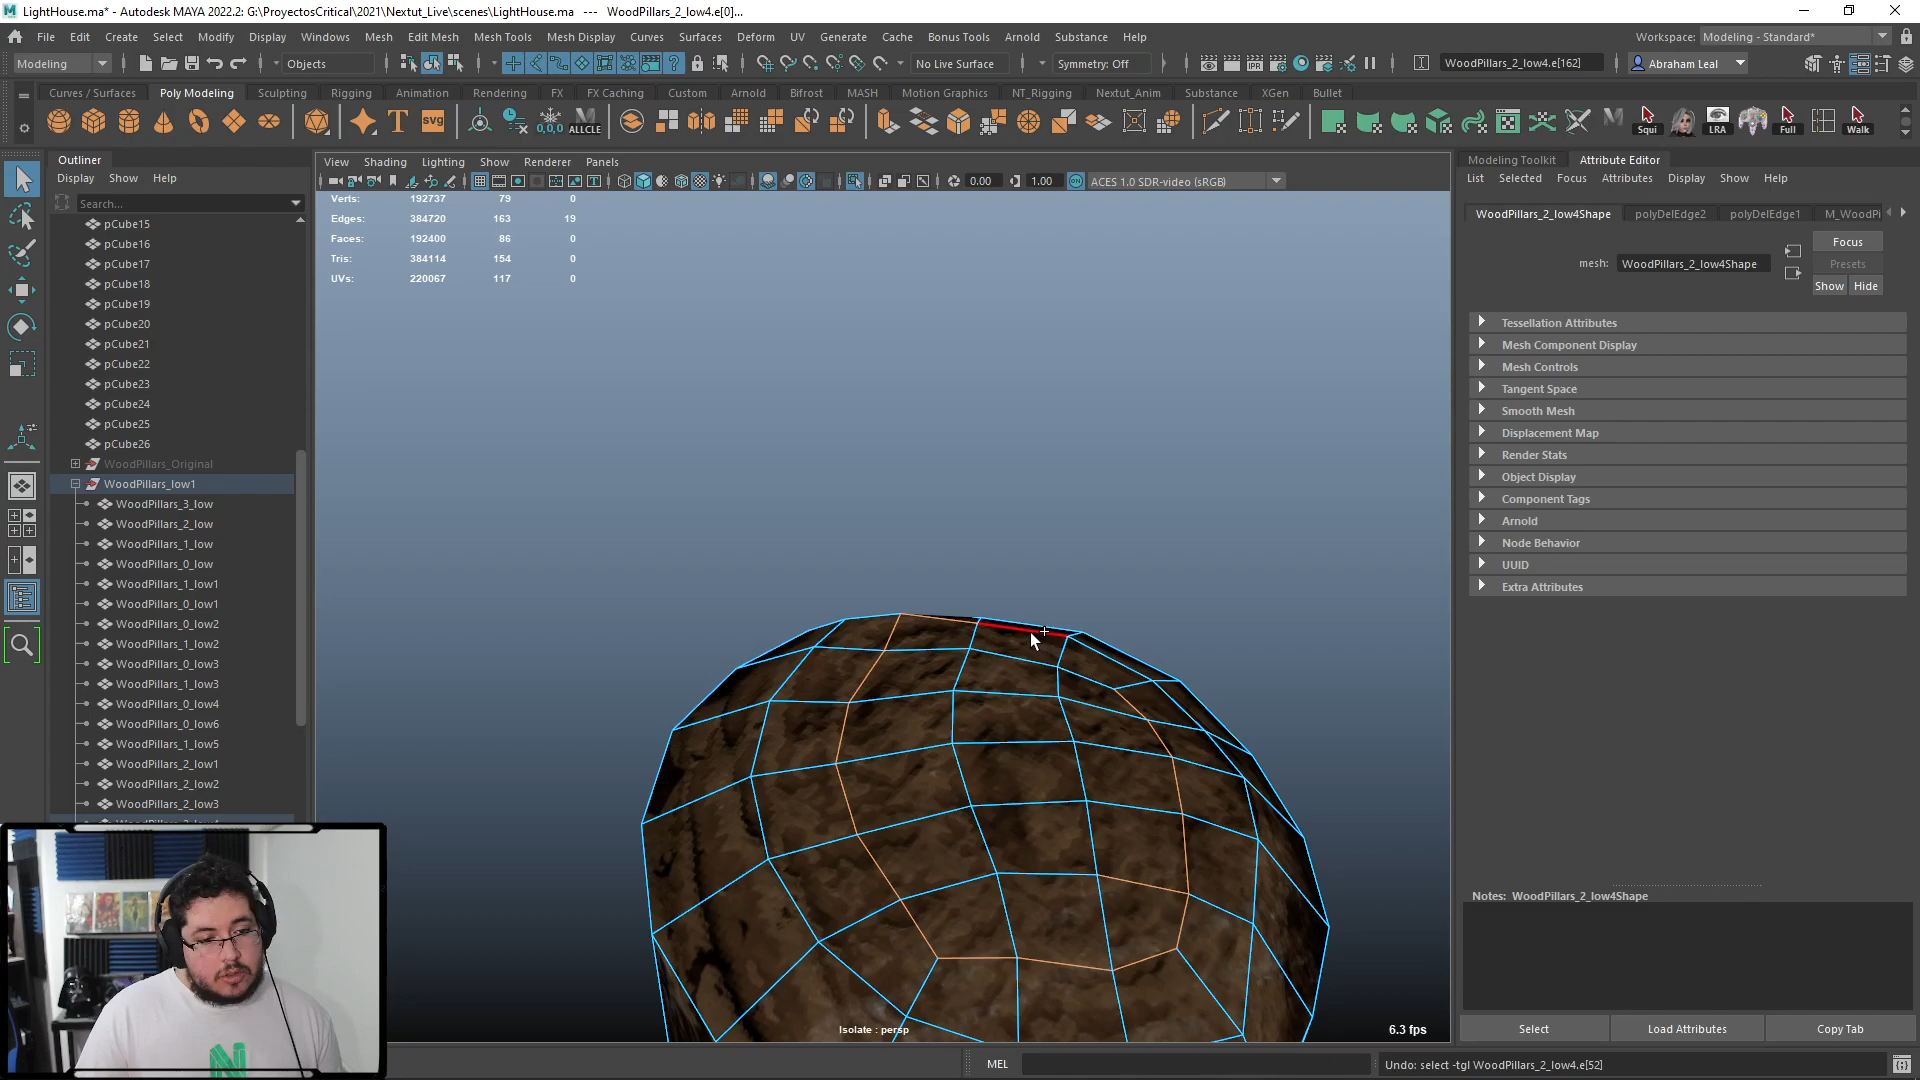 LightHouse.ma* - Autodesk MAYA 2022.2: G:\ProyectosCritical\2021\Nextut_Live\scenes\LightHouse.ma --- WoodPillars_2_low4.e[0]...
File Edit Create Select Modify Display Windows Mesh Edit Mesh Mesh Tools Mesh Display Curves Surfaces Deform UV Generate Cache Bonus Tools Arnold Substance Help
Workspace: Modeling - Standard*
Modeling Objects No Live Surface Symmetry: Off WoodPillars_2_low4.e[162] Abraham Leal
Curves / Surfaces Poly Modeling Sculpting Rigging Animation Rendering FX FX Caching Custom Arnold Bifrost MASH Motion Graphics NT_Rigging Nextut_Anim Substance XGen Bullet
SVG 0,0,0 ALLCLE Squi LRA Full Walk
Outliner
Display Show Help
Search...
pCube15
pCube16
pCube17
pCube18
pCube19
pCube20
pCube21
pCube22
pCube23
pCube24
pCube25
pCube26
WoodPillars_Original
WoodPillars_low1
WoodPillars_3_low
WoodPillars_2_low
WoodPillars_1_low
WoodPillars_0_low
WoodPillars_1_low1
WoodPillars_0_low1
WoodPillars_0_low2
WoodPillars_1_low2
WoodPillars_0_low3
WoodPillars_1_low3
WoodPillars_0_low4
WoodPillars_0_low6
WoodPillars_1_low5
WoodPillars_2_low1
WoodPillars_2_low2
WoodPillars_2_low3
View Shading Lighting Show Renderer Panels
0.00 1.00 ACES 1.0 SDR-video (sRGB)
Verts: 192737 79
Edges: 384720 163 19
Faces: 192400 86 0
Tris: 384114 154 0
UVs: 220067 117 0
Isolate : persp
6.3 fps
Modeling Toolkit Attribute Editor
List Selected Focus Attributes Display Show Help
WoodPillars_2_low4Shape polyDelEdge2 polyDelEdge1 M_WoodPi
Focus
mesh: WoodPillars_2_low4Shape Presets
Show Hide
Tessellation Attributes
Mesh Component Display
Mesh Controls
Tangent Space
Smooth Mesh
Displacement Map
Render Stats
Object Display
Component Tags
Arnold
Node Behavior
UUID
Extra Attributes
Notes: WoodPillars_2_low4Shape
Select Load Attributes Copy Tab
MEL Undo: select -tgl WoodPillars_2_low4.e[52]